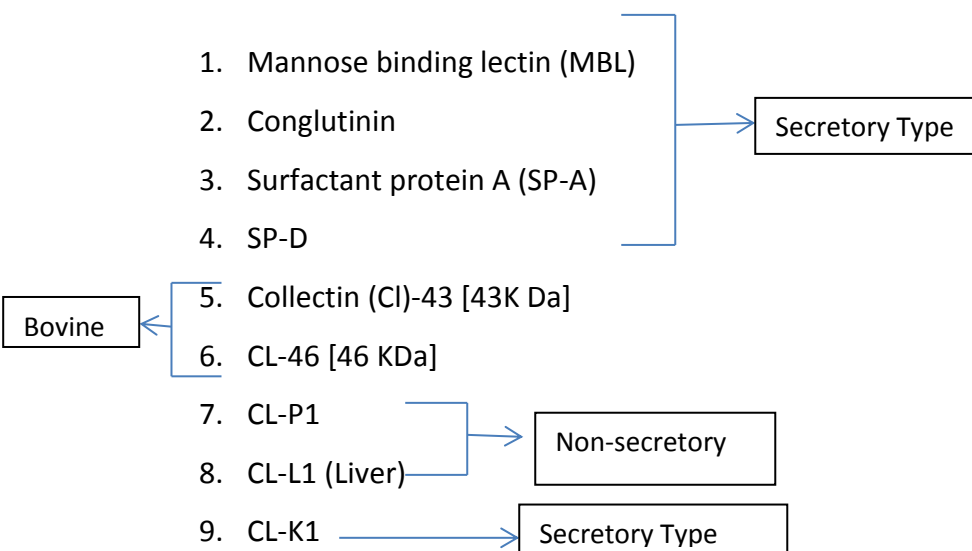 1. Mannose binding lectin (MBL)
2. Conglutinin
Secretory Type
3. Surfactant protein A (SP-A)
4. SP-D
5. Collectin (Cl)-43 [43K Da]
Bovine
6. CL-46 [46 KDa]
7. CL-P1
Non-secretory
8. CL-L1 (Liver)
9. CL-K1
Secretory Type